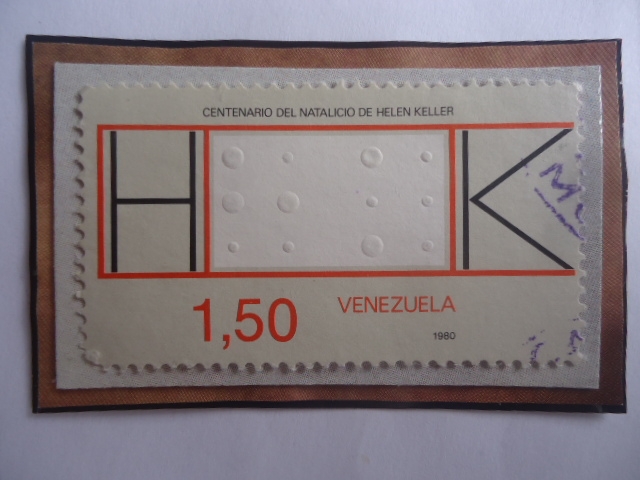 CENTENARIO DEL NATALICIO DE HELEN KELLER
H K
1,50 VENEZUELA
1980